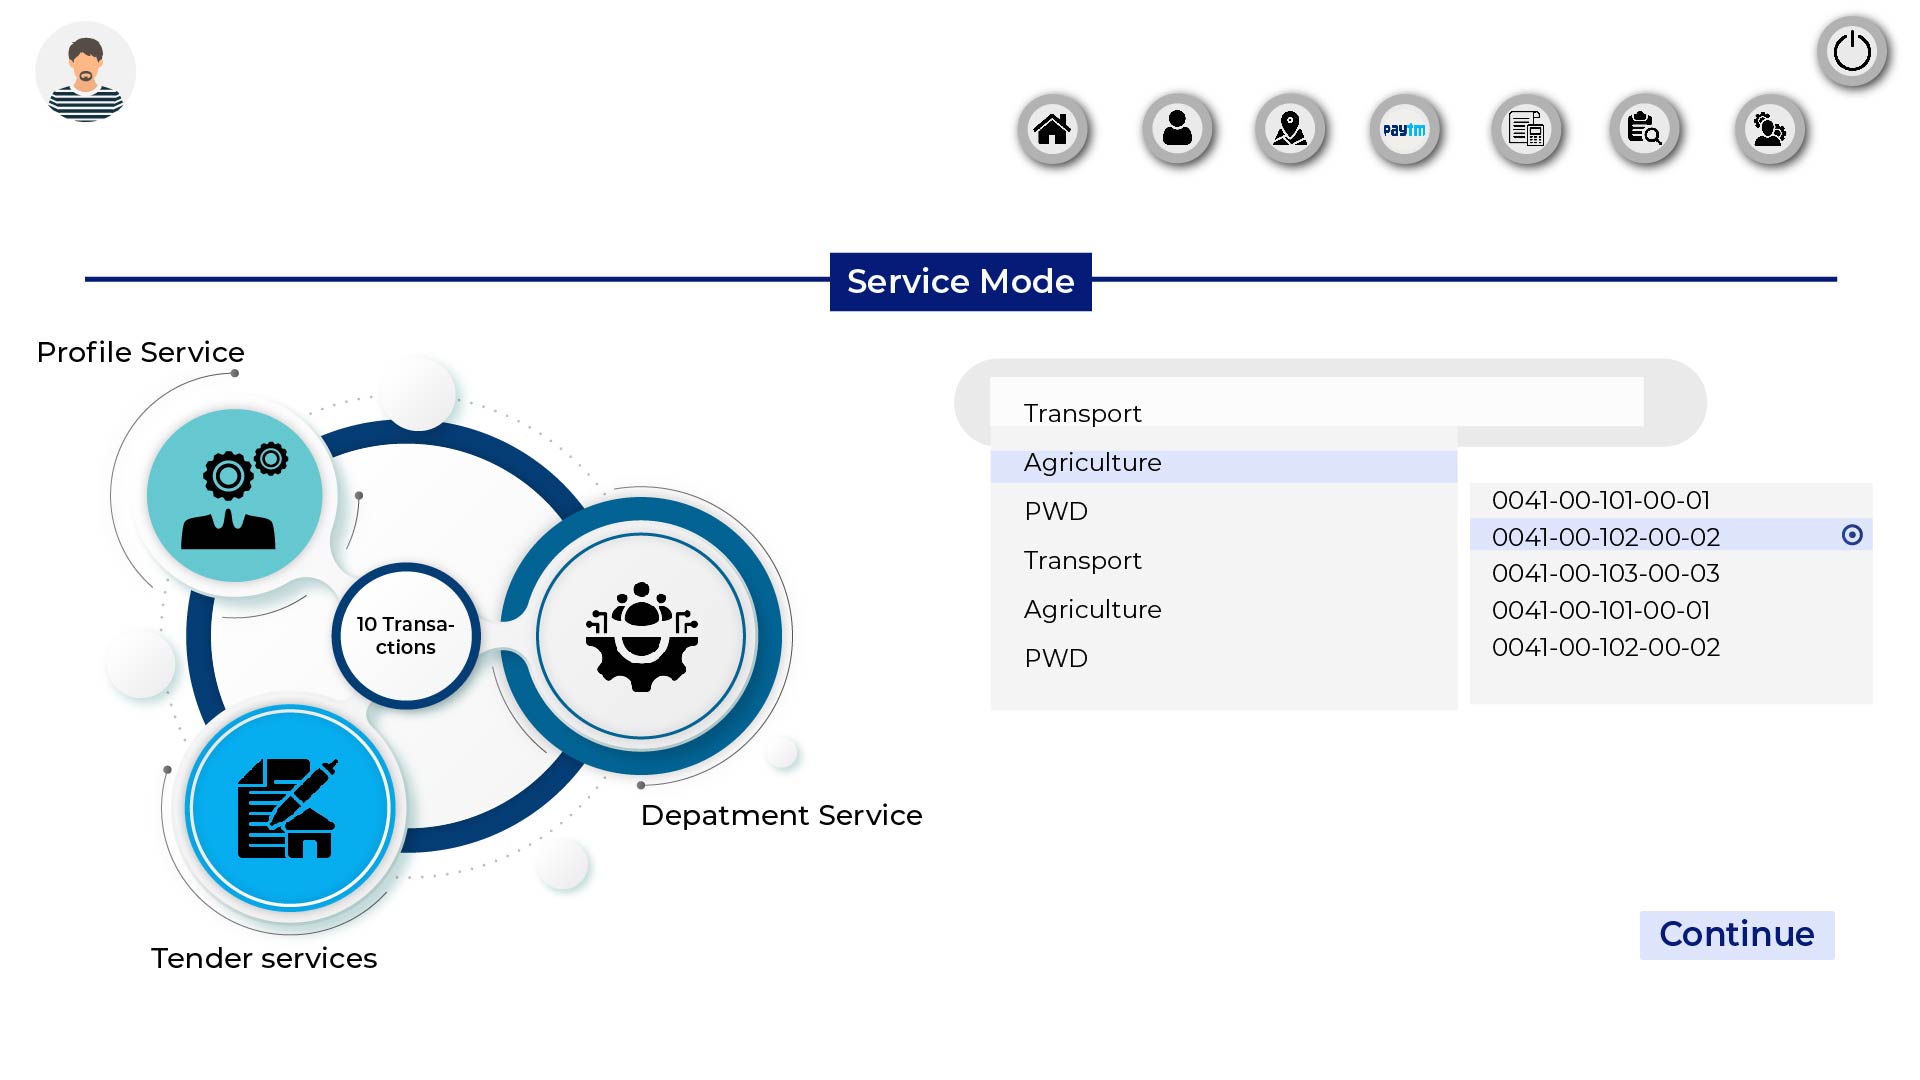 paytm
Service Mode
Profile Service
10 Transa-
ctions
Depatment Service
Tender services
Transport
Agriculture
PWD
Transport
Agriculture
PWD
0041-00-101-00-01
0041-00-102-00-02
0041-00-103-00-03
0041-00-101-00-01
0041-00-102-00-02
Continue